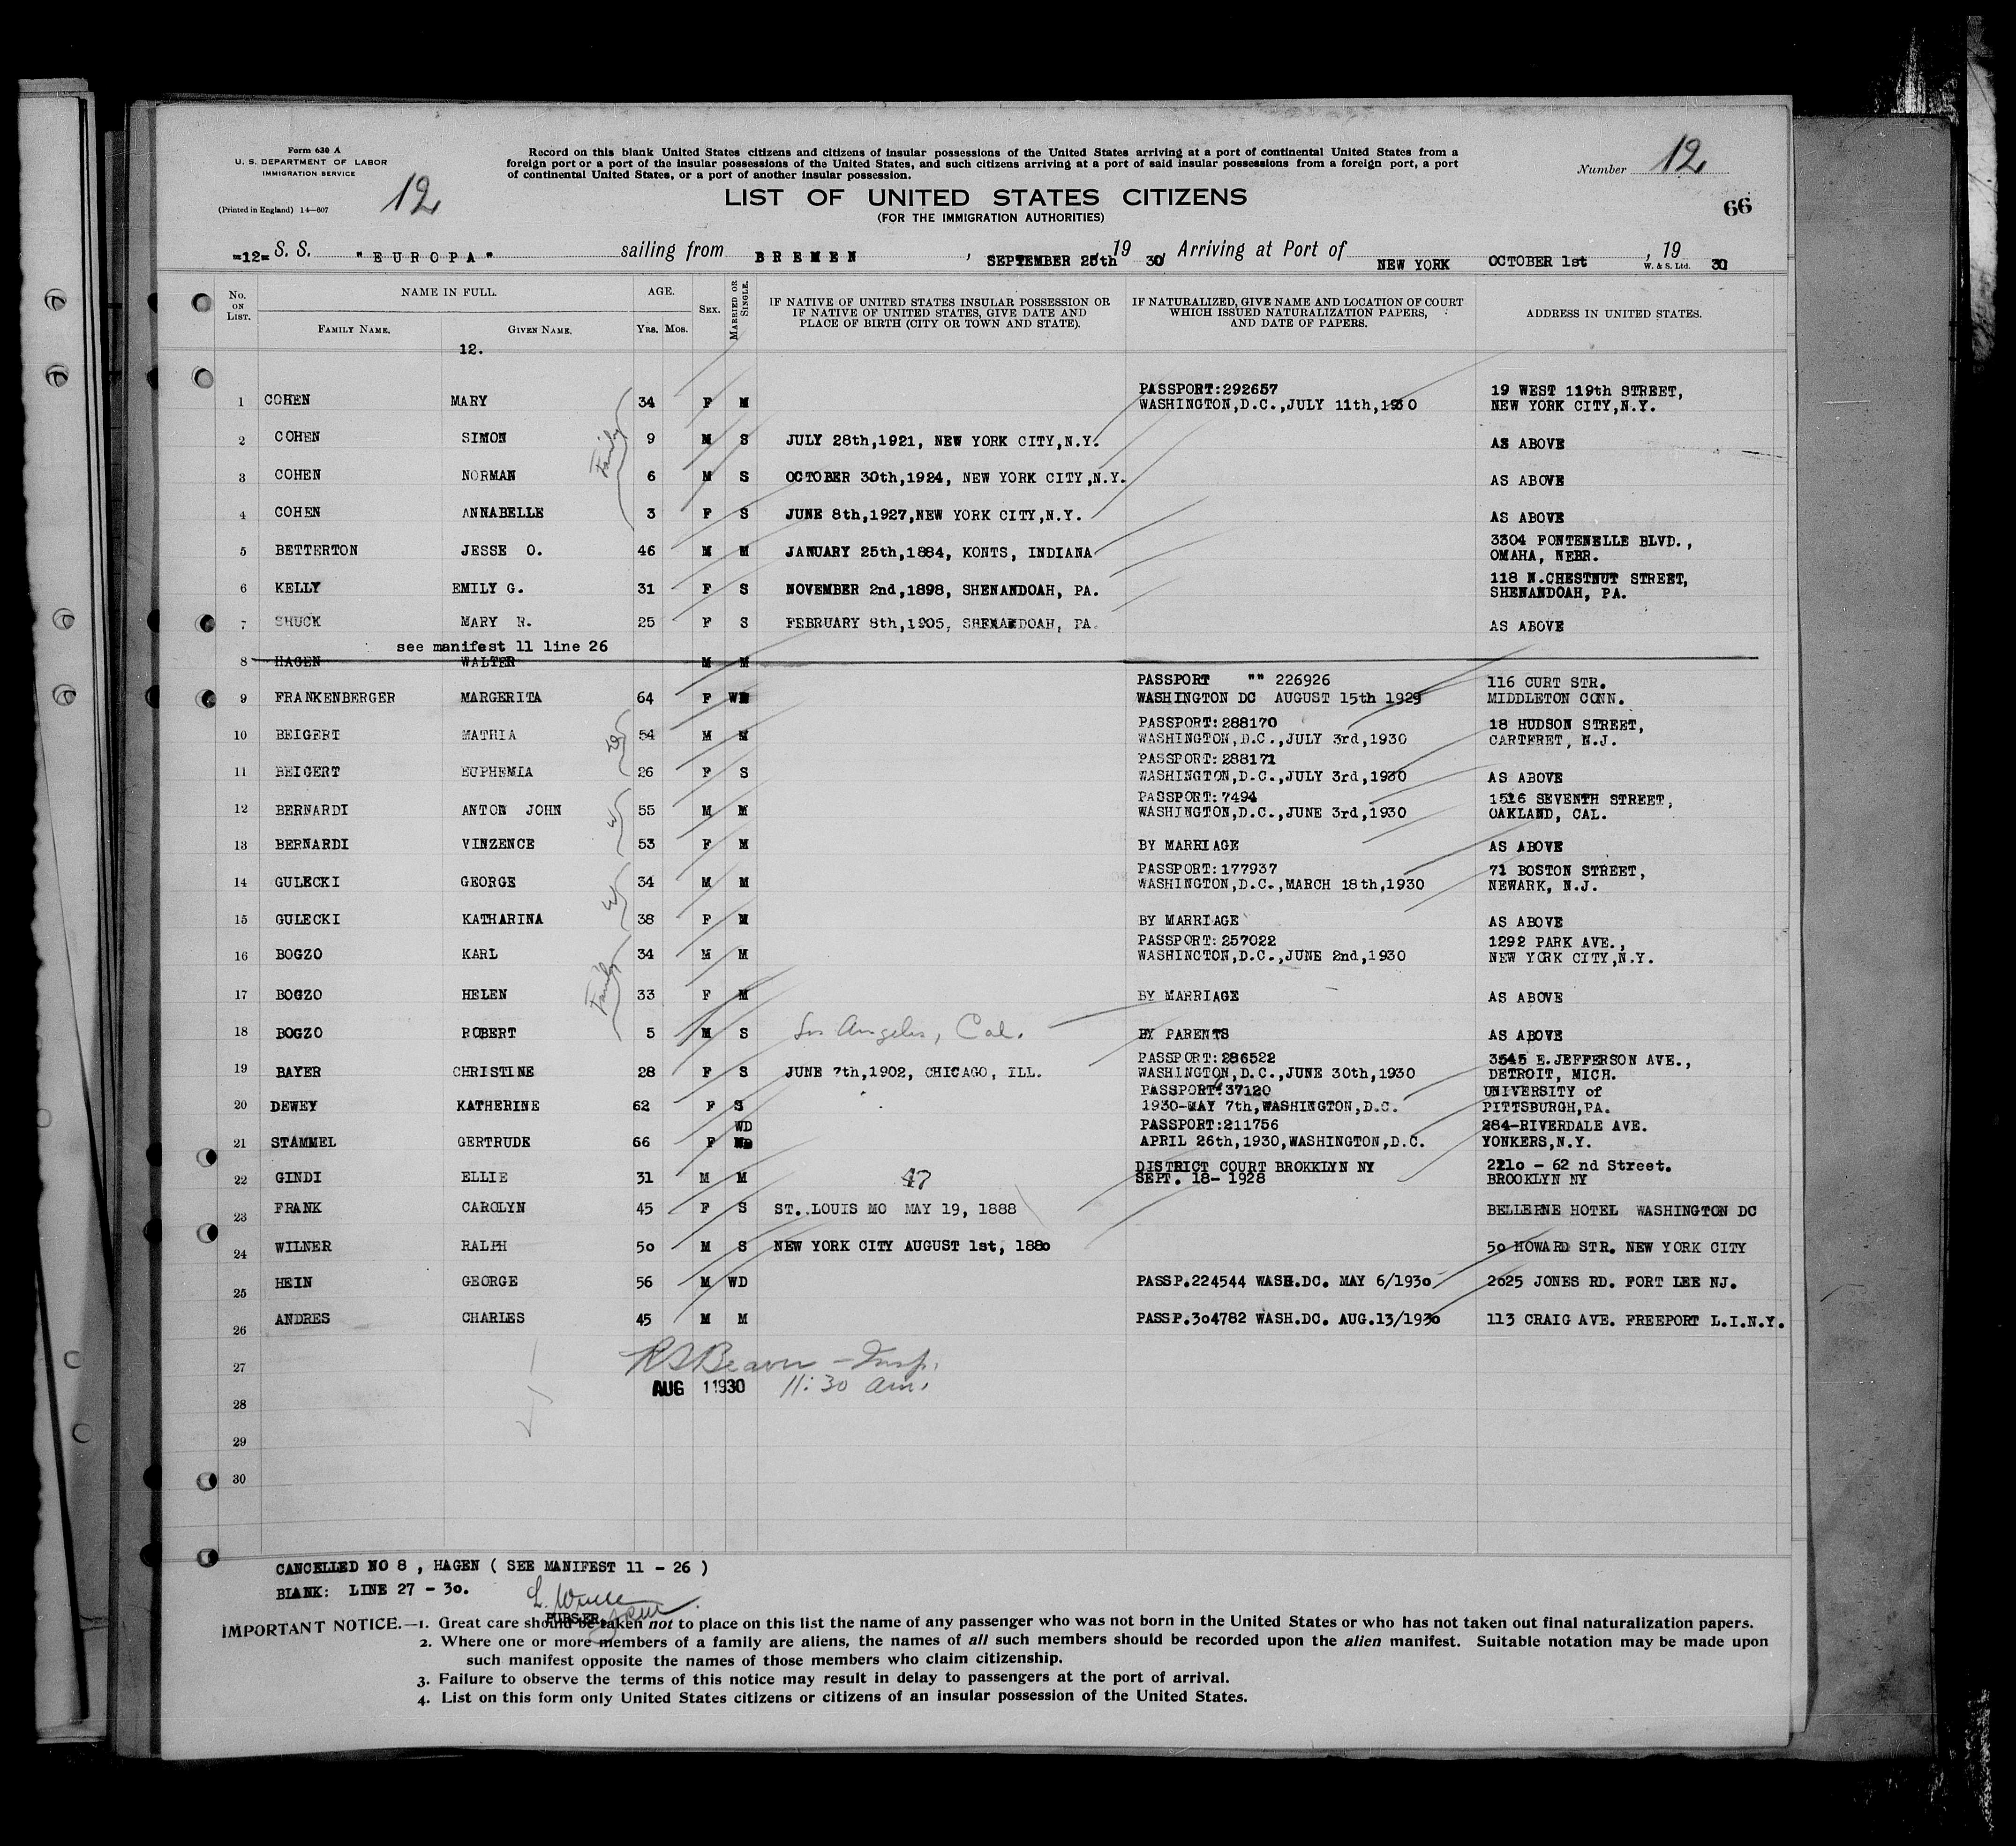 Form 630 A
U. S. DEPARTMENT OF LABOR
IMMIGRATION SERVICE
(Printed in England) 14—607
12
Record on this blank United States citizens and citizens of insular possessions of the United States arriving at a port of continental United States from a
foreign port or a port of the insular possessions of the United States, and such citizens arriving at a port of said insular possessions from a foreign port, a port
of continental United States, or a port of another insular possession.
Number 12
66
LIST OF UNITED STATES CITIZENS
(FOR THE IMMIGRATION AUTHORITIES)
=12= S. S. "EUROPA" sailing from BREMEN, SEPTEMBER 25th 1930, Arriving at Port of NEW YORK OCTOBER 1st, 1930
W. & S. Ltd.
No. ON LIST. NAME IN FULL. AGE. SEX. MARRIED OR SINGLE. IF NATIVE OF UNITED STATES INSULAR POSSESSION OR IF NATIVE OF UNITED STATES, GIVE DATE AND PLACE OF BIRTH (CITY OR TOWN AND STATE). IF NATURALIZED, GIVE NAME AND LOCATION OF COURT WHICH ISSUED NATURALIZATION PAPERS, AND DATE OF PAPERS. ADDRESS IN UNITED STATES.
FAMILY NAME. GIVEN NAME. YRS. MOS.
12.
PASSPORT:292657 19 WEST 119th STREET,
1 COHEN MARY 34 F M WASHINGTON,D.C.,JULY 11th,1930 NEW YORK CITY,N.Y.
2 COHEN SIMON 9 M S JULY 28th,1921, NEW YORK CITY,N.Y. AS ABOVE
Family
3 COHEN NORMAN 6 M S OCTOBER 30th,1924, NEW YORK CITY,N.Y. AS ABOVE
4 COHEN ANNABELLE 3 F S JUNE 8th,1927,NEW YORK CITY,N.Y. AS ABOVE
5 BETTERTON JESSE O. 46 M M JANUARY 25th,1884, KONTS, INDIANA 3304 FONTENELLE BLVD.,
OMAHA, NEBR.
6 KELLY EMILY G. 31 F S NOVEMBER 2nd,1898, SHENANDOAH, PA. 118 N.CHESTNUT STREET,
SHENANDOAH, PA.
7 SHUCK MARY R. 25 F S FEBRUARY 8th,1905, SHENANDOAH, PA. AS ABOVE
see manifest 11 line 26
8 HAGEN WALTER M M
PASSPORT "" 226926 116 CURT STR.
9 FRANKENBERGER MARGERITA 64 F W WASHINGTON DC AUGUST 15th 1929 MIDDLETON CONN.
PASSPORT:288170 18 HUDSON STREET,
10 BEIGERT MATHIA 54 M M WASHINGTON,D.C.,JULY 3rd,1930 CARTERET, N.J.
PASSPORT:288171
11 BEIGERT EUPHEMIA 26 F S WASHINGTON,D.C.,JULY 3rd,1930 AS ABOVE
PASSPORT:7494 1516 SEVENTH STREET,
12 BERNARDI ANTON JOHN 55 M M WASHINGTON,D.C.,JUNE 3rd,1930 OAKLAND, CAL.
13 BERNARDI VINZENCE 53 F M BY MARRIAGE AS ABOVE
PASSPORT:177937 71 BOSTON STREET,
14 GULECKI GEORGE 34 M M WASHINGTON,D.C.,MARCH 18th,1930 NEWARK, N.J.
15 GULECKI KATHARINA 38 F M BY MARRIAGE AS ABOVE
PASSPORT:257022 1292 PARK AVE.,
16 BOGZO KARL 34 M M WASHINGTON,D.C.,JUNE 2nd,1930 NEW YORK CITY,N.Y.
Family
17 BOGZO HELEN 33 F M BY MARRIAGE AS ABOVE
18 BOGZO ROBERT 5 M S Los Angeles, Cal. BY PARENTS AS ABOVE
PASSPORT:286522 3545 E.JEFFERSON AVE.,
19 BAYER CHRISTINE 28 F S JUNE 7th,1902, CHICAGO, ILL. WASHINGTON,D.C.,JUNE 30th,1930 DETROIT, MICH.
PASSPORT:37120 UNIVERSITY of
20 DEWEY KATHERINE 62 F S 1930-MAY 7th,WASHINGTON,D.C. PITTSBURGH,PA.
WD PASSPORT:211756 284-RIVERDALE AVE.
21 STAMMEL GERTRUDE 66 F APRIL 26th,1930,WASHINGTON,D.C. YONKERS,N.Y.
DISTRICT COURT BROKKLYN NY 2210 - 62 nd Street.
22 GINDI ELLIE 31 M M 47 SEPT. 18- 1928 BROOKLYN NY
23 FRANK CAROLYN 45 F S ST. LOUIS MO MAY 19, 1888 BELLERNE HOTEL WASHINGTON DC
24 WILNER RALPH 50 M S NEW YORK CITY AUGUST 1st, 1880 50 HOWARD STR. NEW YORK CITY
25 HEIN GEORGE 56 M WD PASSP.224544 WASH.DC. MAY 6/1930 2025 JONES RD. FORT LEE NJ.
26 ANDRES CHARLES 45 M M PASSP.304782 WASH.DC. AUG.13/1930 113 CRAIG AVE. FREEPORT L.I.N.Y.
27 Beaver - Insp.
AUG 11930 11:30 am.
28
29
30
CANCELLED NO 8 , HAGEN ( SEE MANIFEST 11 - 26 )
BLANK: LINE 27 - 30.
PURSER.
IMPORTANT NOTICE.—1. Great care should be taken not to place on this list the name of any passenger who was not born in the United States or who has not taken out final naturalization papers.
2. Where one or more members of a family are aliens, the names of all such members should be recorded upon the alien manifest. Suitable notation may be made upon
such manifest opposite the names of those members who claim citizenship.
3. Failure to observe the terms of this notice may result in delay to passengers at the port of arrival.
4. List on this form only United States citizens or citizens of an insular possession of the United States.